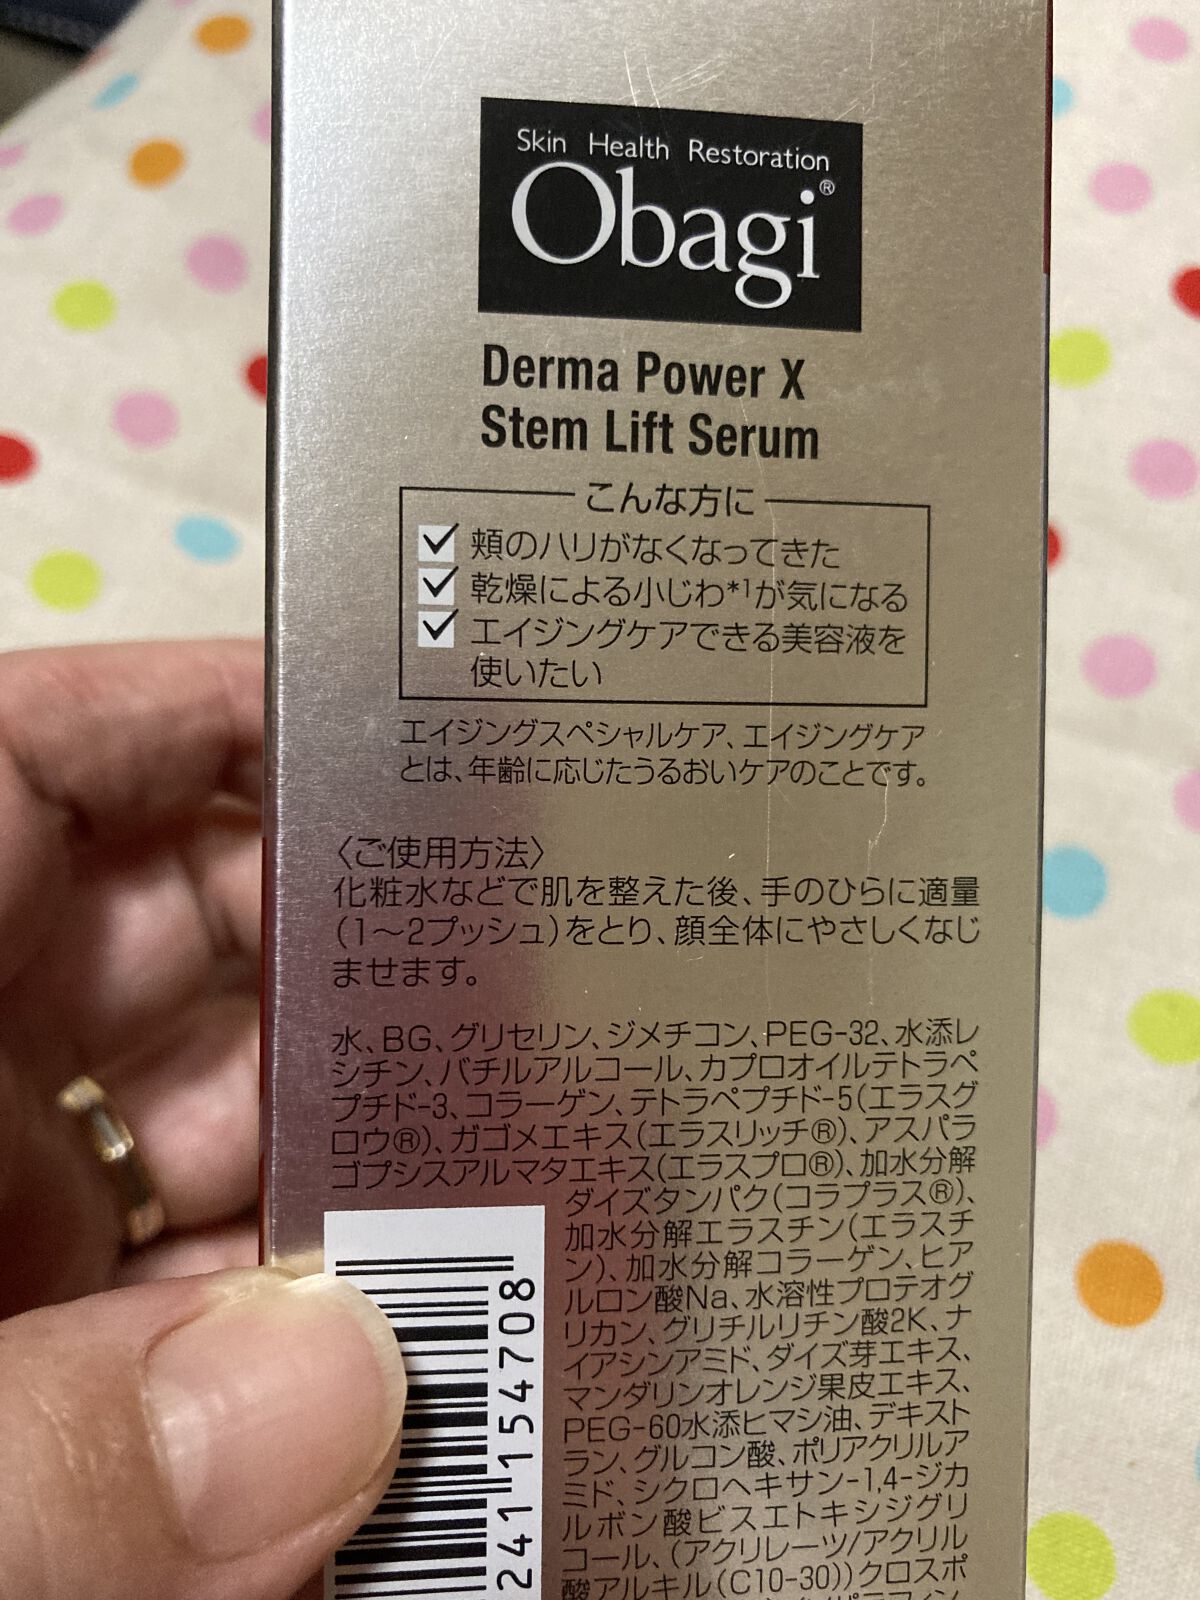 Skin Health Restoration
Obagi®
Derma Power X
Stem Lift Serum
こんな方に
✓ 頬のハリがなくなってきた
✓ 乾燥による小じわ*1が気になる
✓ エイジングケアできる美容液を
使いたい
エイジングスペシャルケア、エイジングケア
とは、年齢に応じたうるおいケアのことです。
〈ご使用方法〉
化粧水などで肌を整えた後、手のひらに適量
(1〜2プッシュ)をとり、顔全体にやさしくなじ
ませます。
水、BG、グリセリン、ジメチコン、PEG-32、水添レ
シチン、バチルアルコール、カプロオイルテトラペ
プチド-3、コラーゲン、テトラペプチド-5(エラスグ
ロウ®)、ガゴメエキス(エラスリッチ®)、アスパラ
ゴプシスアルマタエキス(エラスプロ®)、加水分解
ダイズタンパク(コラプラス®)、
加水分解エラスチン(エラスチ
ン)、加水分解コラーゲン、ヒア
ルロン酸Na、水溶性プロテオグ
リカン、グリチルリチン酸2K、ナ
イアシンアミド、ダイズ芽エキス、
マンダリンオレンジ果皮エキス、
PEG-60水添ヒマシ油、デキスト
ラン、グルコン酸、ポリアクリルア
ミド、シクロヘキサン-1,4-ジカ
ルボン酸ビスエトキシジグリ
コール、(アクリレーツ/アクリル
酸アルキル(C10-30))クロスポ
241 154708